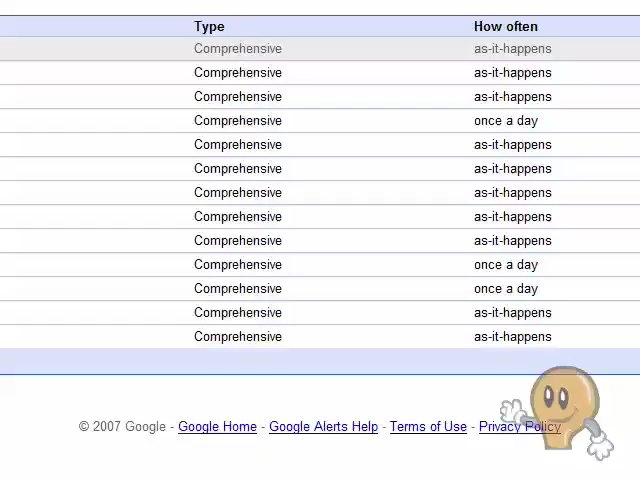 Type How often
Comprehensive as-it-happens
Comprehensive as-it-happens
Comprehensive as-it-happens
Comprehensive once a day
Comprehensive as-it-happens
Comprehensive as-it-happens
Comprehensive as-it-happens
Comprehensive as-it-happens
Comprehensive as-it-happens
Comprehensive once a day
Comprehensive once a day
Comprehensive as-it-happens
Comprehensive as-it-happens
© 2007 Google - Google Home - Google Alerts Help - Terms of Use - Privacy Policy